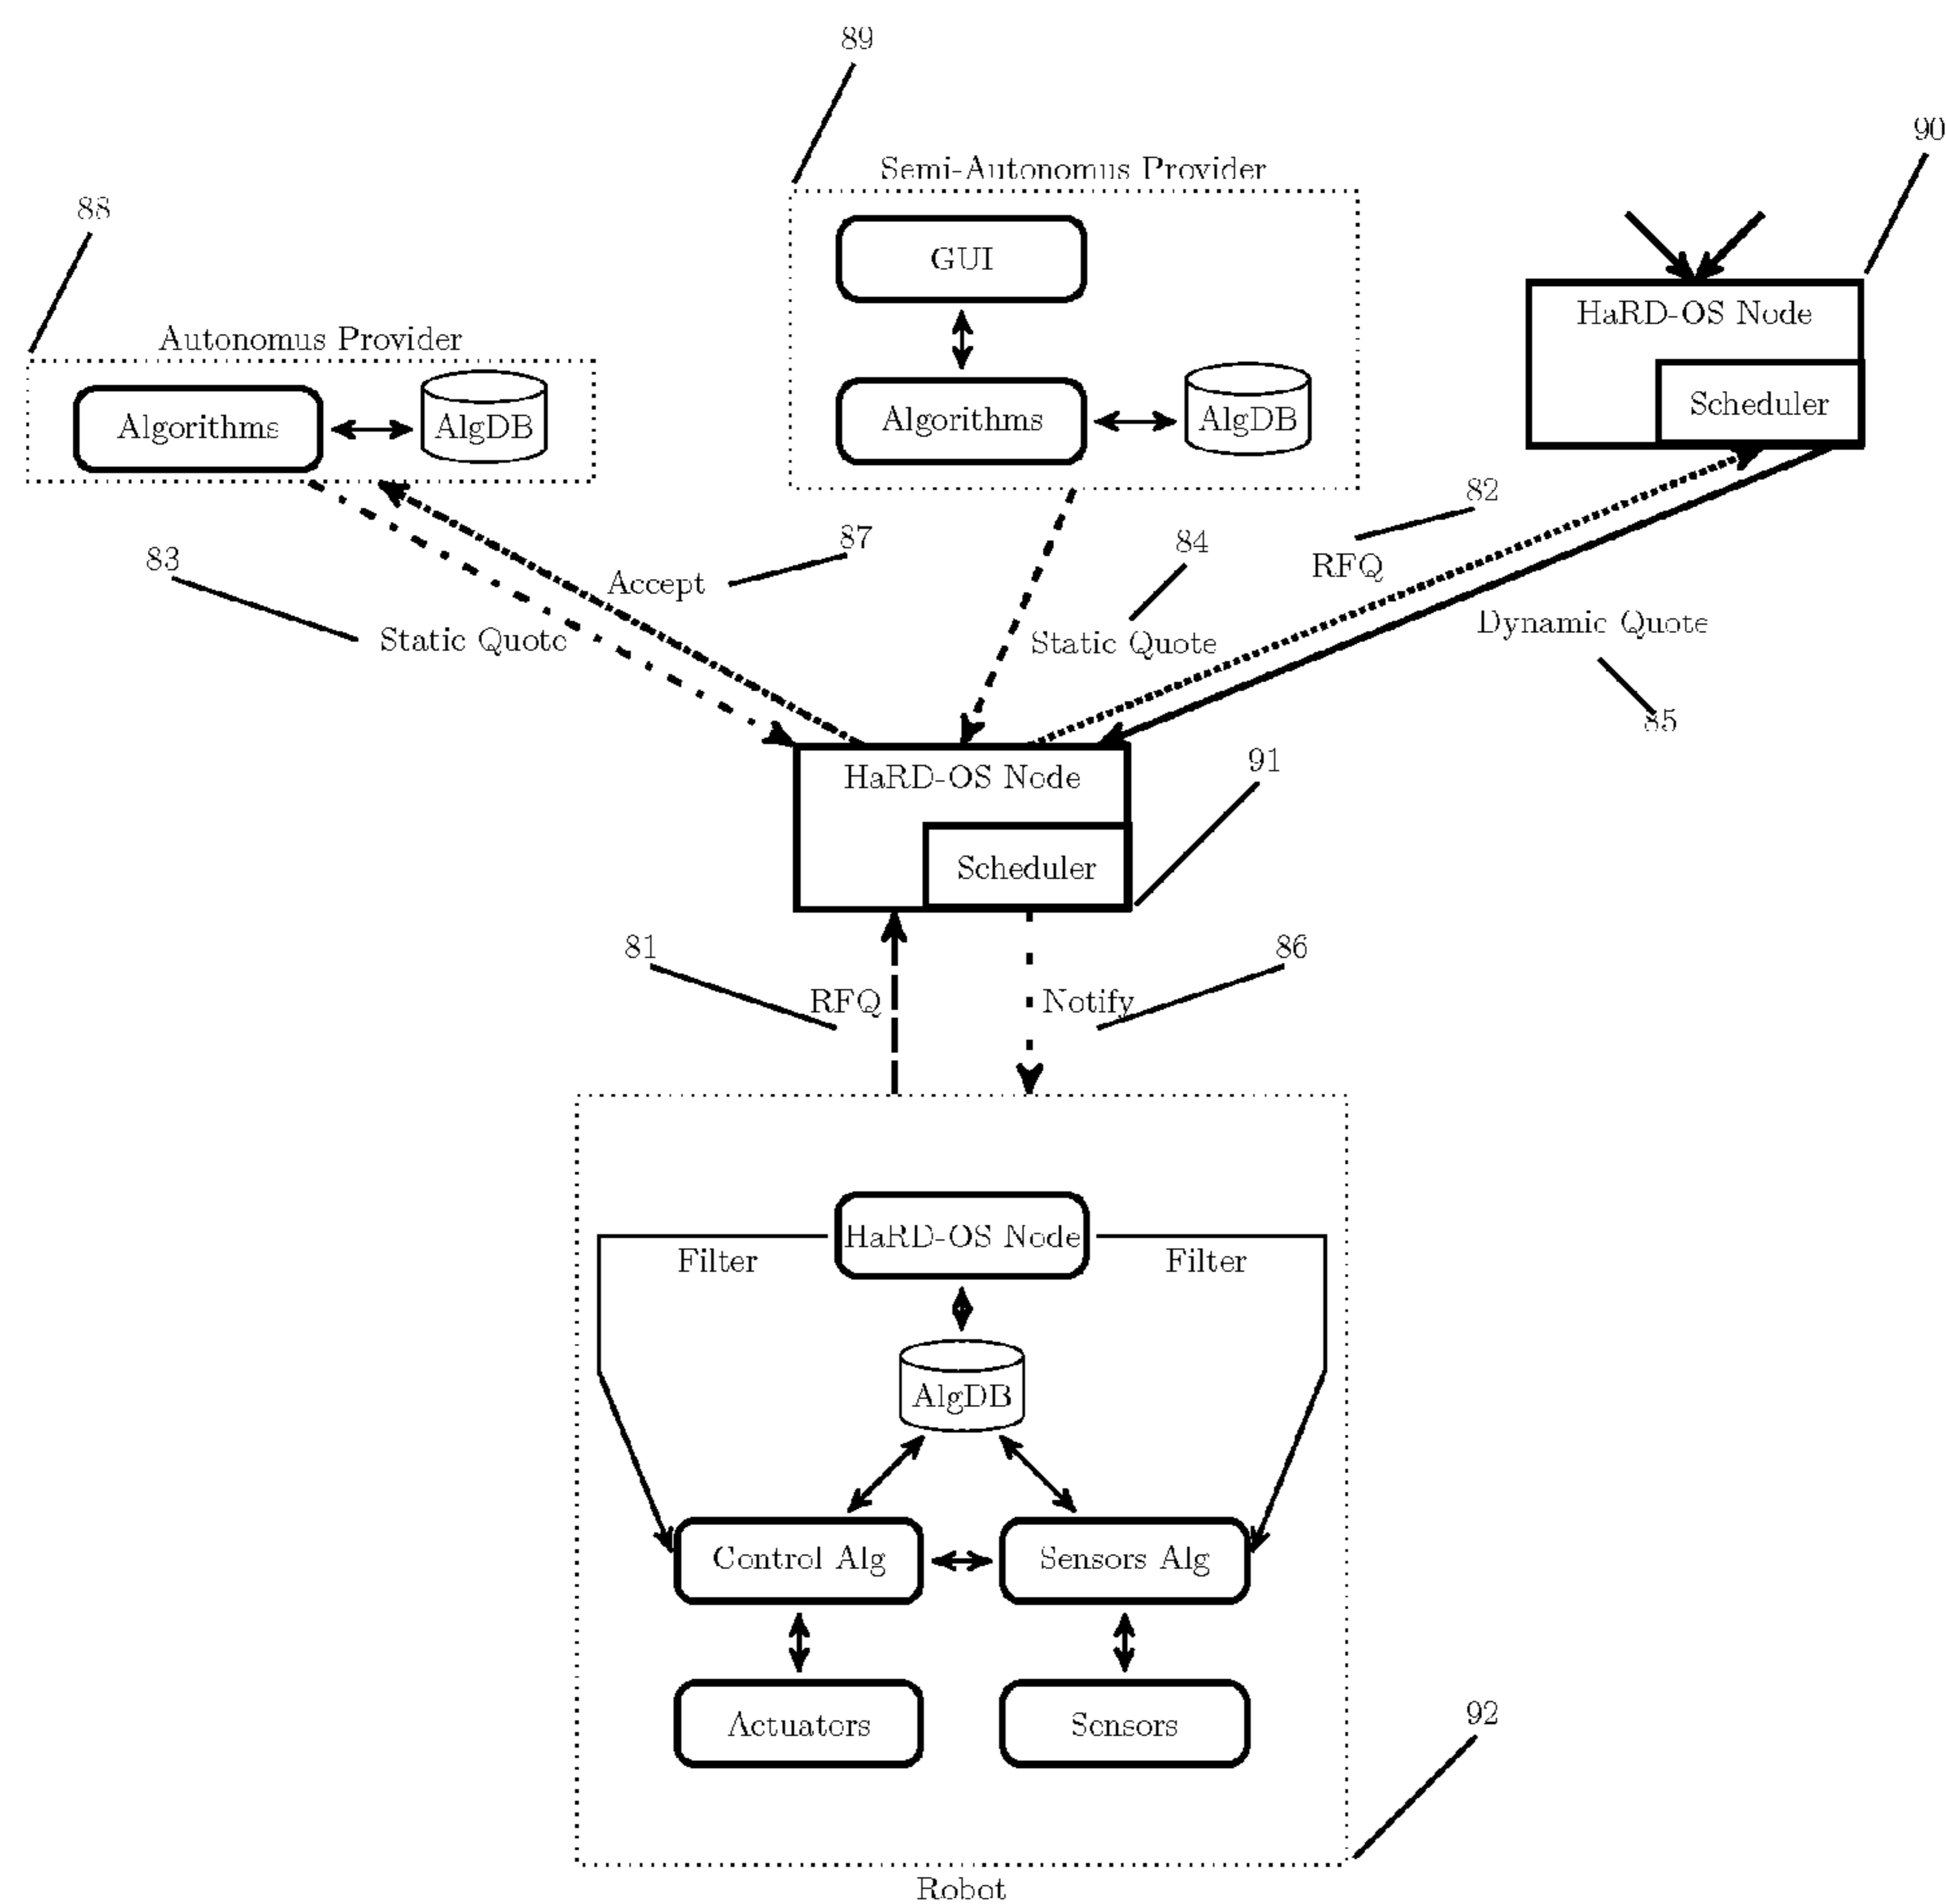 89
90
Semi-Autonomus Provider
88
GUI
HaRD-OS Node
Autonomus Provider
Scheduler
Algorithms
AlgDB
Algorithms
AlgDB
82
87
84
83
RFQ
Accept
Dynamic Quote
Static Quote
Static Quote
85
91
HaRD-OS Node
Scheduler
81
86
RFQ
Notify
HaRD-OS Node
Filter
Filter
AlgDB
Control Alg
Sensors Alg
92
Actuators
Sensors
Robot